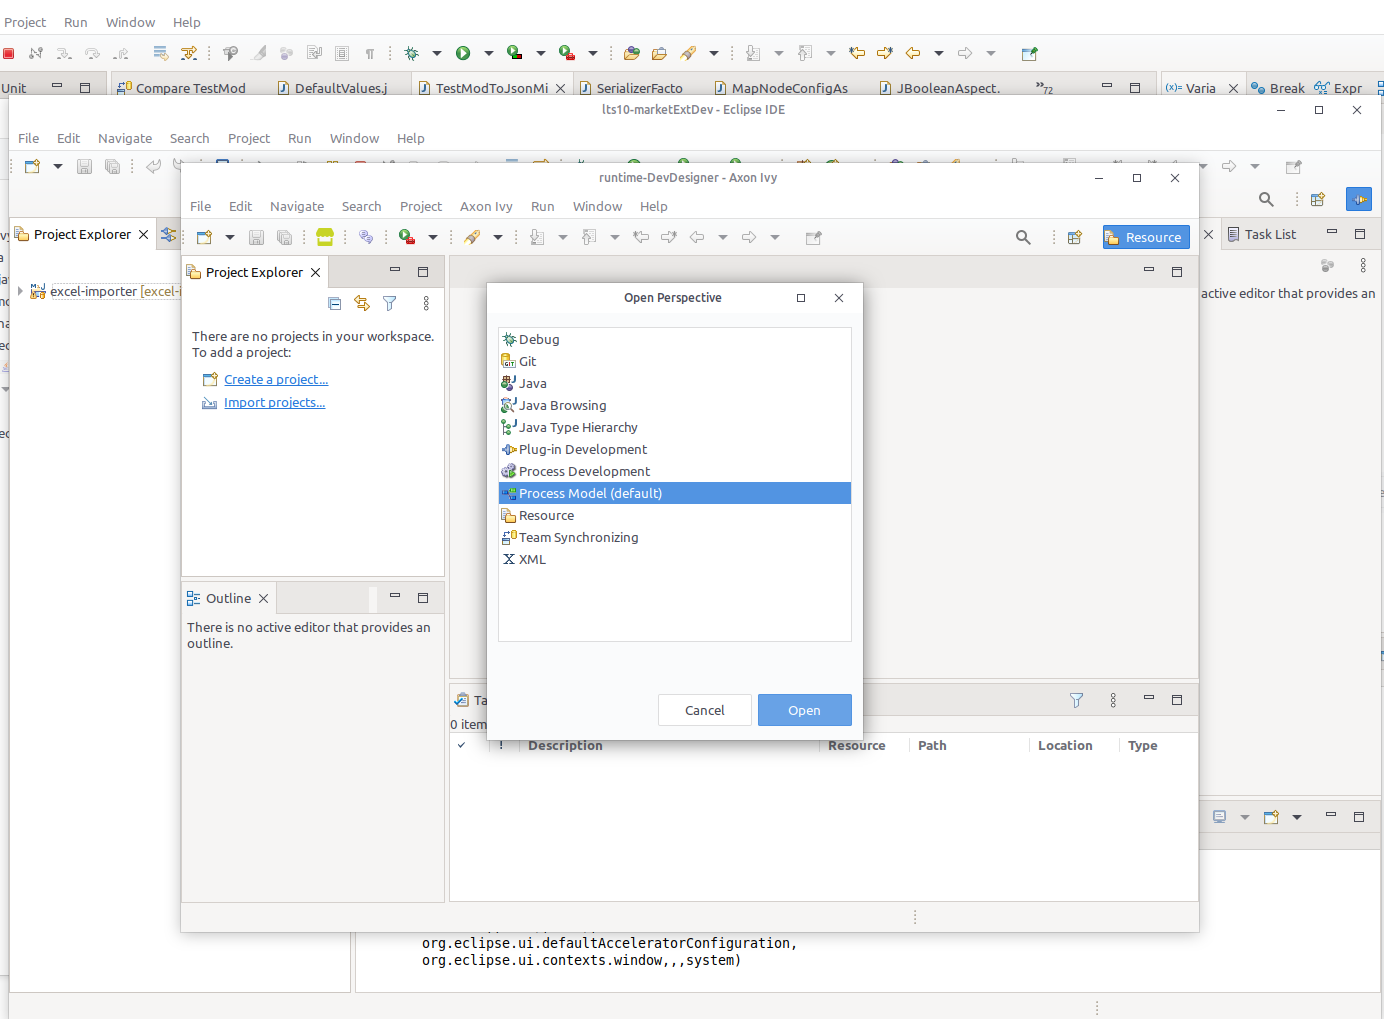 Project Run Window Help
Unit
Compare TestMod
DefaultValues.j
TestModToJsonMi
SerializerFacto
MapNodeConfigAs
JBooleanAspect.
»72
(x)= Varia
Break
Expr
lts10-marketExtDev - Eclipse IDE
File Edit Navigate Search Project Run Window Help
Project Explorer
excel-importer [excel-i
Task List
active editor that provides an
runtime-DevDesigner - Axon Ivy
File Edit Navigate Search Project Axon Ivy Run Window Help
Resource
Project Explorer
There are no projects in your workspace.
To add a project:
Create a project...
Import projects...
Outline
There is no active editor that provides an
outline.
Open Perspective
Debug
Git
Java
Java Browsing
Java Type Hierarchy
Plug-in Development
Process Development
Process Model (default)
Resource
Team Synchronizing
XML
Cancel
Open
Ta
0 item
! Description Resource Path Location Type
org.eclipse.ui.defaultAcceleratorConfiguration,
org.eclipse.ui.contexts.window,,,system)